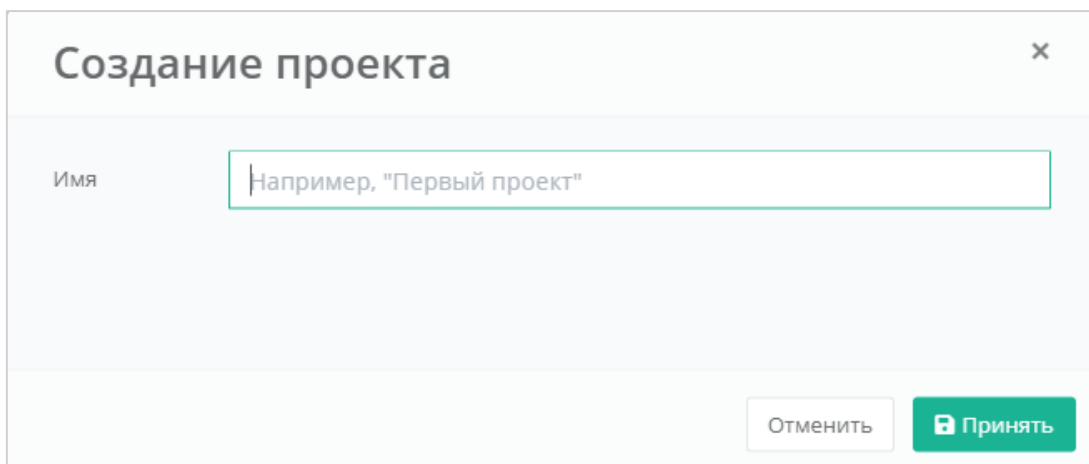 Создание проекта
×
Имя
Например, "Первый проект"
Отменить
Принять